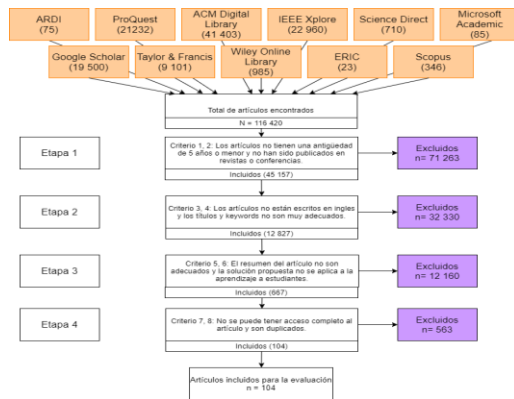 ARDI
(75)
ProQuest
(21232)
ACM Digital
Library
(41 403)
IEEE Xplore
(22 960)
Science Direct
(710)
Microsoft
Academic
(85)
Google Scholar
(19 500)
Taylor & Francis
(9 101)
Wiley Online
Library
(985)
ERIC
(23)
Scopus
(346)
Total de artículos encontrados
N = 116 420
Etapa 1
Criterio 1, 2: Los artículos no tienen una antigüedad
de 5 años o menor y no han sido publicados en
revistas o conferencias.
Incluidos (45 157)
Excluidos
n= 71 263
Etapa 2
Criterio 3, 4: Los artículos no están escritos en ingles
y los títulos y keywords no son muy adecuados.
Incluidos (12 827)
Excluidos
n= 32 330
Etapa 3
Criterio 5, 6: El resumen del artículo no son
adecuados y la solución propuesta no se aplica a la
aprendizaje a estudiantes.
Incluidos (667)
Excluidos
n= 12 160
Etapa 4
Criterio 7, 8: No se puede tener acceso completo al
artículo y son duplicados.
Incluidos (104)
Excluidos
n= 563
Artículos incluidos para la evaluación
n = 104